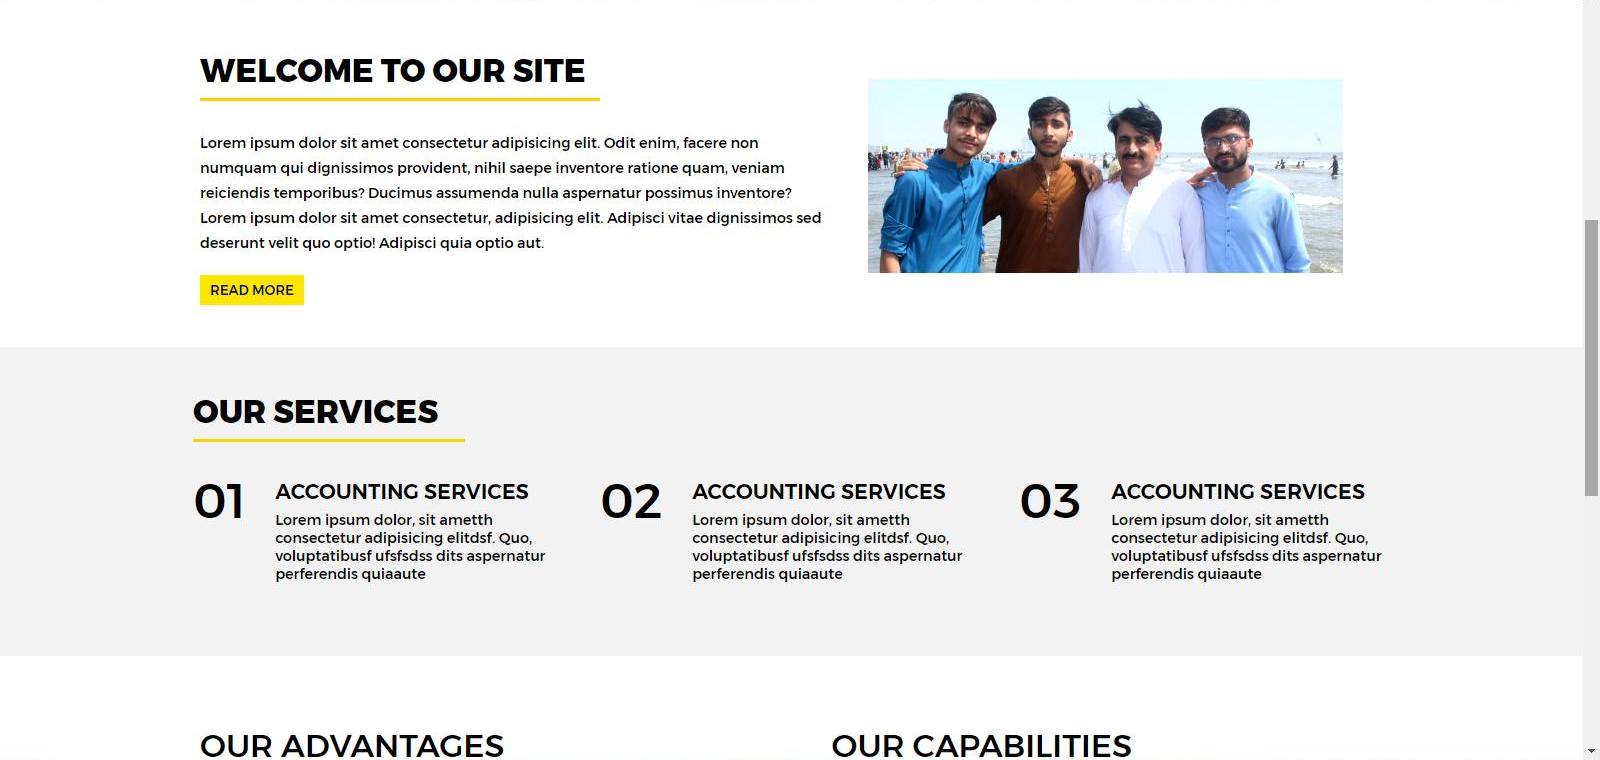 WELCOME TO OUR SITE
Lorem ipsum dolor sit amet consectetur adipisicing elit. Odit enim, facere non
numquam qui dignissimos provident, nihil saepe inventore ratione quam, veniam
reiciendis temporibus? Ducimus assumenda nulla aspernatur possimus inventore?
Lorem ipsum dolor sit amet consectetur, adipisicing elit. Adipisci vitae dignissimos sed
deserunt velit quo optio! Adipisci quia optio aut.
READ MORE
OUR SERVICES
01
ACCOUNTING SERVICES
Lorem ipsum dolor, sit ametth
consectetur adipisicing elitdsf. Quo,
voluptatibusf ufsfsdss dits aspernatur
perferendis quiaaute
02
ACCOUNTING SERVICES
Lorem ipsum dolor, sit ametth
consectetur adipisicing elitdsf. Quo,
voluptatibusf ufsfsdss dits aspernatur
perferendis quiaaute
03
ACCOUNTING SERVICES
Lorem ipsum dolor, sit ametth
consectetur adipisicing elitdsf. Quo,
voluptatibusf ufsfsdss dits aspernatur
perferendis quiaaute
OUR ADVANTAGES
OUR CAPABILITIES